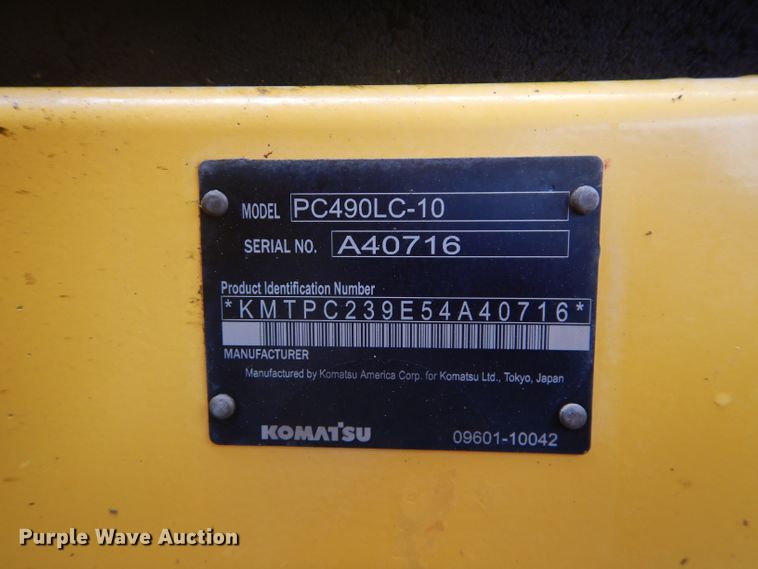 MODEL PC490LC-10
SERIAL NO. A40716
Product Identification Number
*KMTPC239E54A40716*
MANUFACTURER
Manufactured by Komatsu America Corp. for Komatsu Ltd., Tokyo, Japan
KOMATSU 09601-10042
Purple Wave Auction